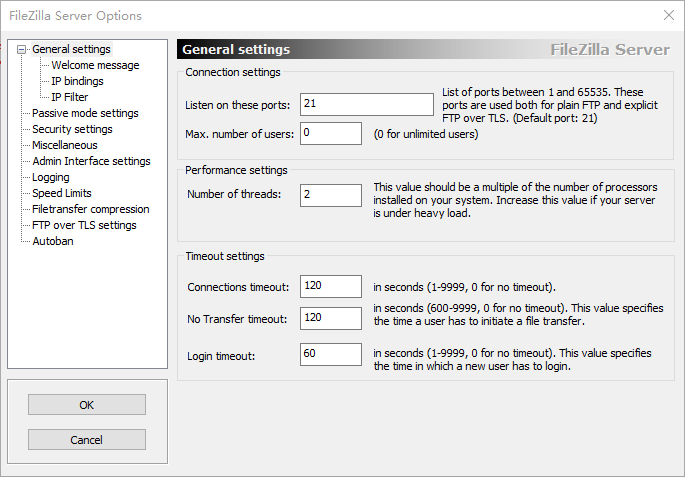 FileZilla Server Options
General settings
Welcome message
IP bindings
IP Filter
Passive mode settings
Security settings
Miscellaneous
Admin Interface settings
Logging
Speed Limits
Filetransfer compression
FTP over TLS settings
Autoban
OK
Cancel
General settings
FileZilla Server
Connection settings
Listen on these ports:
21
List of ports between 1 and 65535. These
ports are used both for plain FTP and explicit
FTP over TLS. (Default port: 21)
Max. number of users:
0
(0 for unlimited users)
Performance settings
Number of threads:
2
This value should be a multiple of the number of processors
installed on your system. Increase this value if your server
is under heavy load.
Timeout settings
Connections timeout:
120
in seconds (1-9999, 0 for no timeout).
No Transfer timeout:
120
in seconds (600-9999, 0 for no timeout). This value specifies
the time a user has to initiate a file transfer.
Login timeout:
60
in seconds (1-9999, 0 for no timeout). This value specifies
the time in which a new user has to login.